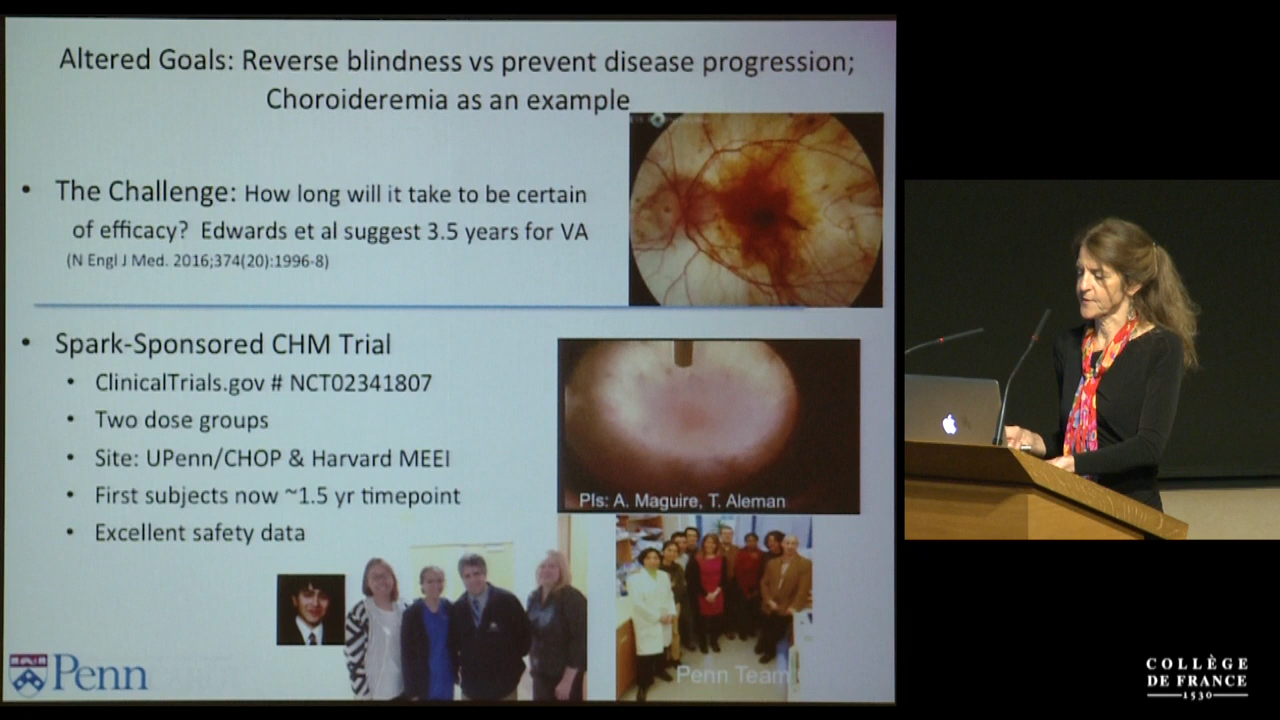 Altered Goals: Reverse blindness vs prevent disease progression;
Choroideremia as an example
• The Challenge: How long will it take to be certain
of efficacy? Edwards et al suggest 3.5 years for VA
(N Engl J Med. 2016;374(20):1996-8)
• Spark-Sponsored CHM Trial
• ClinicalTrials.gov # NCT02341807
• Two dose groups
• Site: UPenn/CHOP & Harvard MEEI
• First subjects now ~1.5 yr timepoint
• Excellent safety data
PIs: A. Maguire, T. Aleman
Penn Team
Penn
COLLÈGE
DE FRANCE
1530